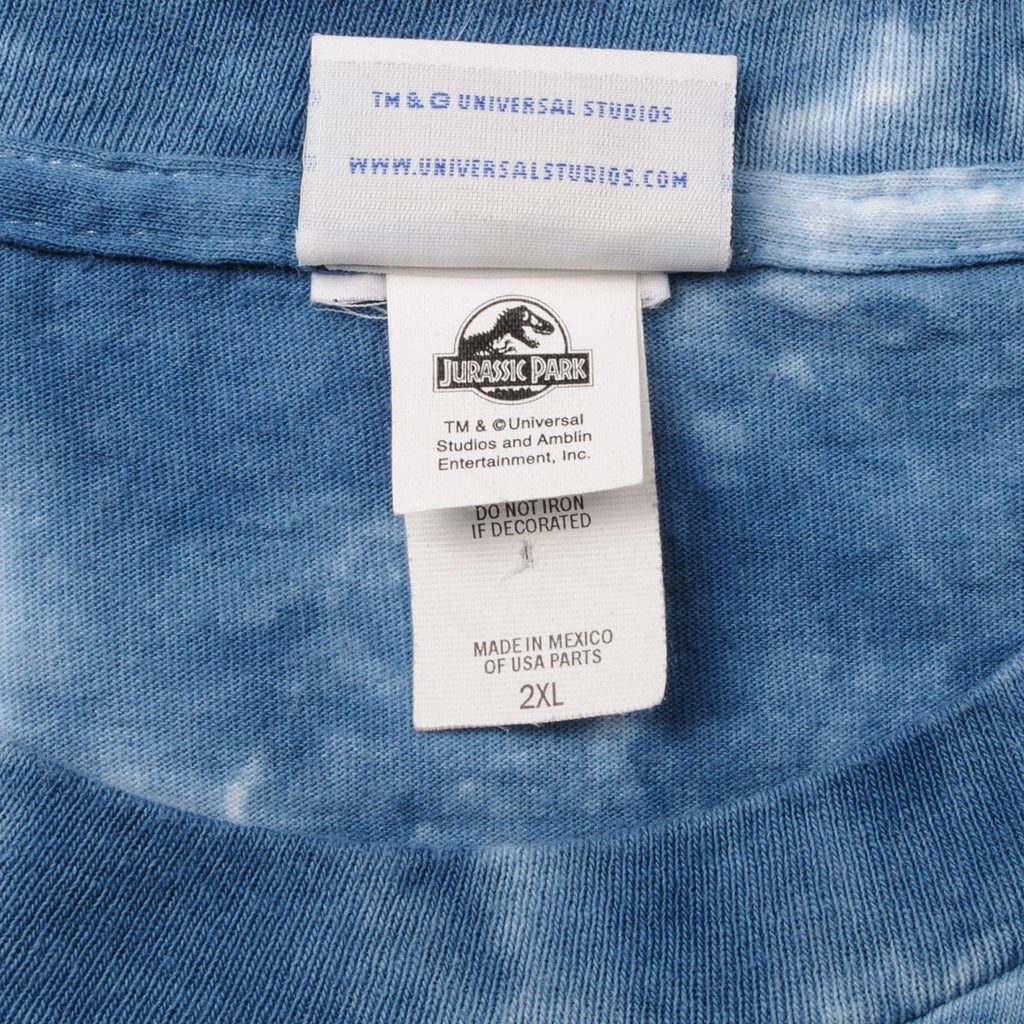 TM & © UNIVERSAL STUDIOS
WWW.UNIVERSALSTUDIOS.COM
JURASSIC PARK
TM & ©Universal
Studios and Amblin
Entertainment, Inc.
DO NOT IRON
IF DECORATED
MADE IN MEXICO
OF USA PARTS
2XL